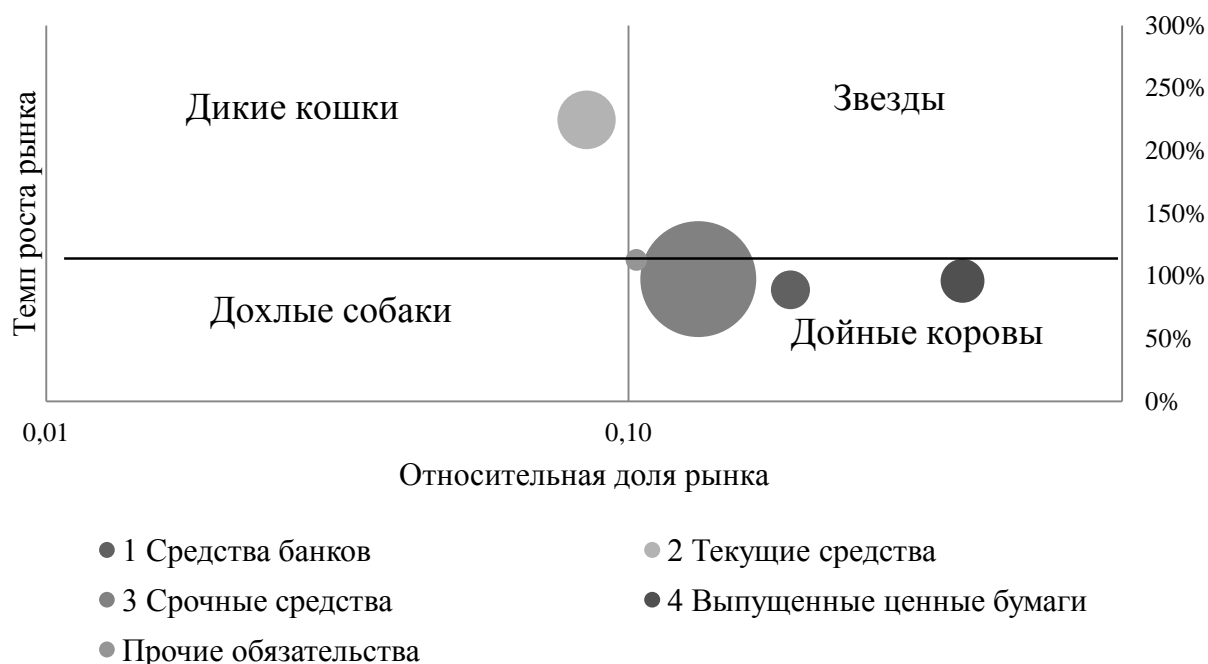 300%
250%
200%
150%
100%
50%
0%
Темп роста рынка
Дикие кошки
Звезды
Дохлые собаки
Дойные коровы
0,01
0,10
Относительная доля рынка
1 Средства банков
2 Текущие средства
3 Срочные средства
4 Выпущенные ценные бумаги
Прочие обязательства